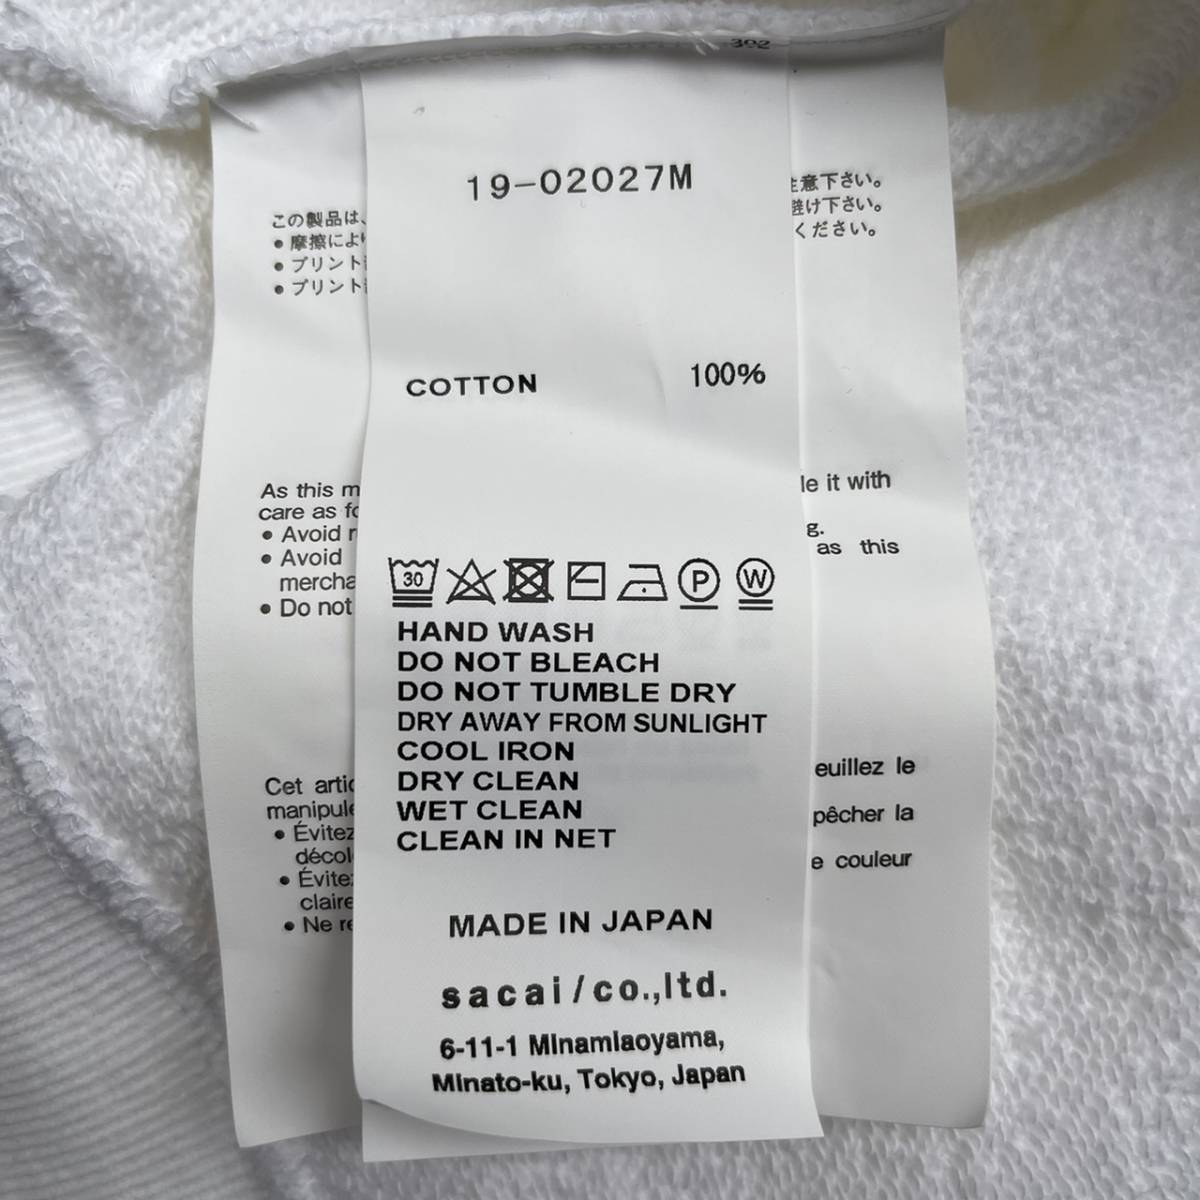 302
19-02027M
COTTON 100%
30
P
W
HAND WASH
DO NOT BLEACH
DO NOT TUMBLE DRY
DRY AWAY FROM SUNLIGHT
COOL IRON
DRY CLEAN
WET CLEAN
CLEAN IN NET
MADE IN JAPAN
sacai/co.,ltd.
6-11-1 Minamiaoyama,
Minato-ku, Tokyo, Japan
この製品は、
• 摩擦によ
• プリント
• プリント
As this m
care as
• Avoid
• Avoid
mercha
• Do not
Cet
manipule
• Évitez
décol
• Évite
claire
• Ne
意下さい。
け下さい。
ください。
le it with
g.
as this
euillez le
pêcher la
e couleur